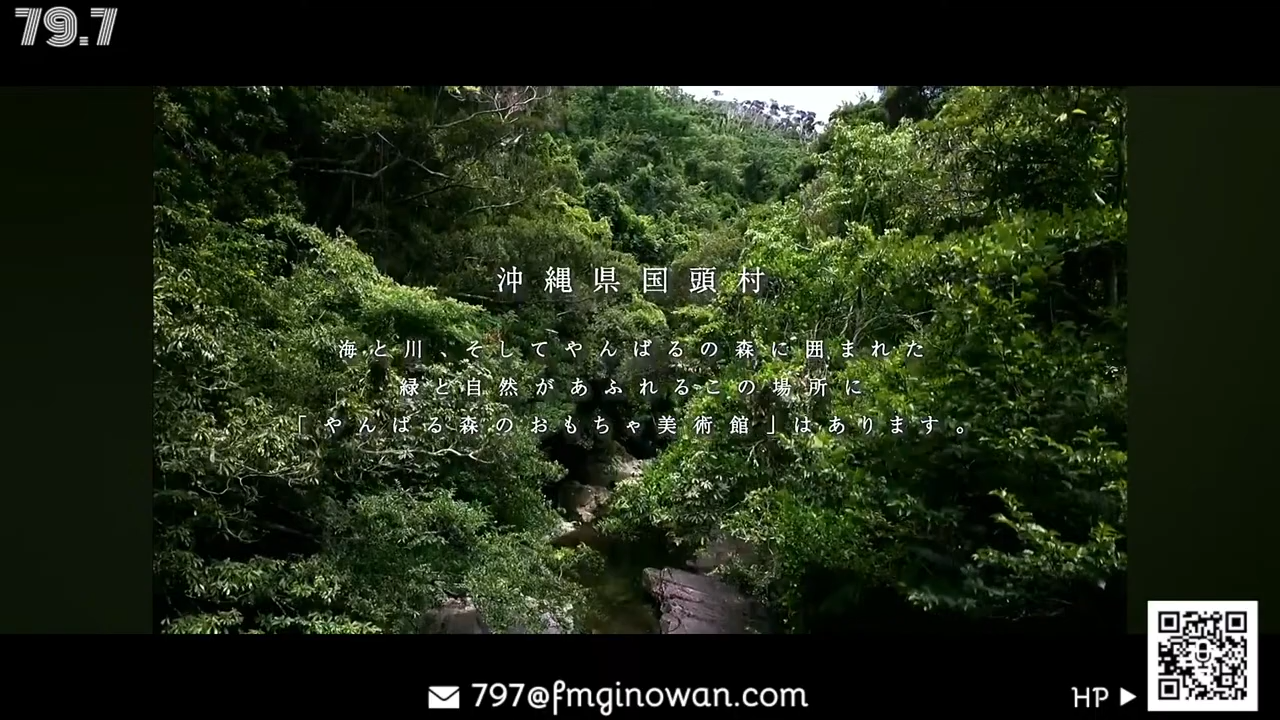 79.7
沖縄県国頭村
海と川、そしてやんばるの森に囲まれた
緑と自然があふれるこの場所に
「やんばる森のおもちゃ美術館」はあります。
797@fmginowan.com
HP